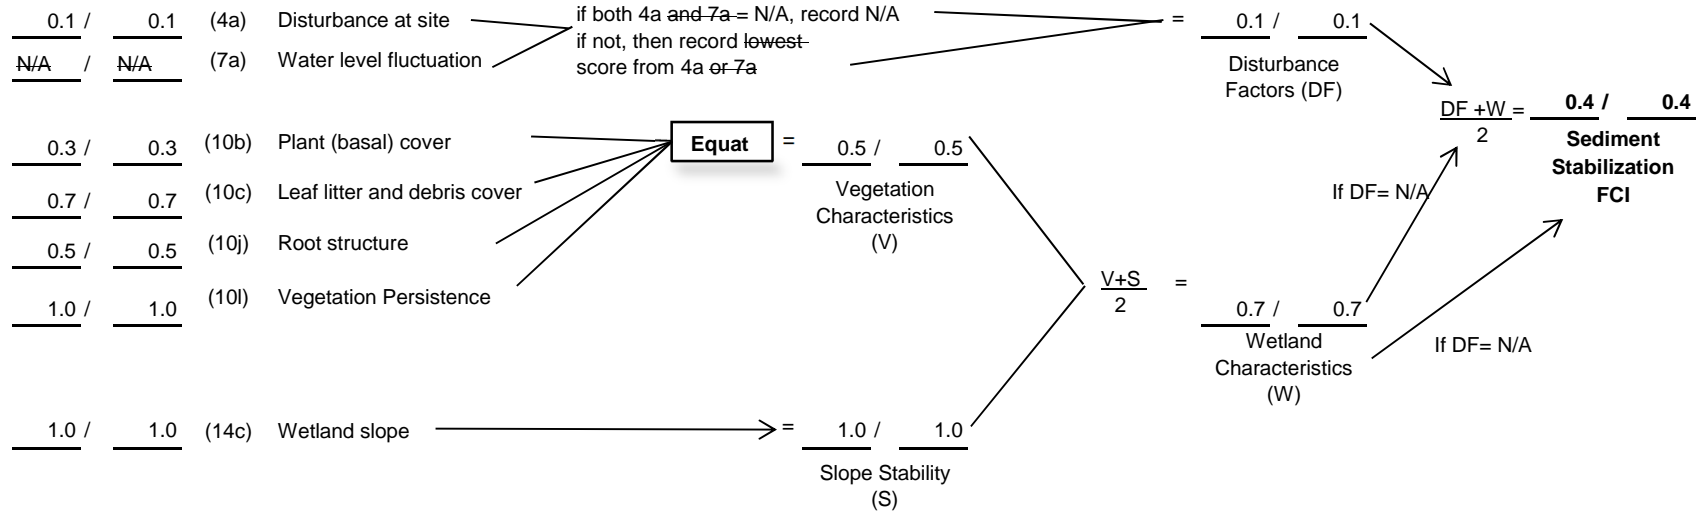 0.1 / 0.1 (4a) Disturbance at site
N/A / N/A (7a) Water level fluctuation
if both 4a and 7a = N/A, record N/A
if not, then record lowest
score from 4a or 7a
= 0.1 / 0.1
Disturbance
Factors (DF)
0.3 / 0.3 (10b) Plant (basal) cover
0.7 / 0.7 (10c) Leaf litter and debris cover
0.5 / 0.5 (10j) Root structure
1.0 / 1.0 (10l) Vegetation Persistence
Equat = 0.5 / 0.5
Vegetation
Characteristics
(V)
1.0 / 1.0 (14c) Wetland slope
= 1.0 / 1.0
Slope Stability
(S)
V+S =
2
0.7 / 0.7
Wetland
Characteristics
(W)
DF +W = 0.4 / 0.4
2
Sediment
Stabilization
FCI
If DF= N/A
If DF= N/A